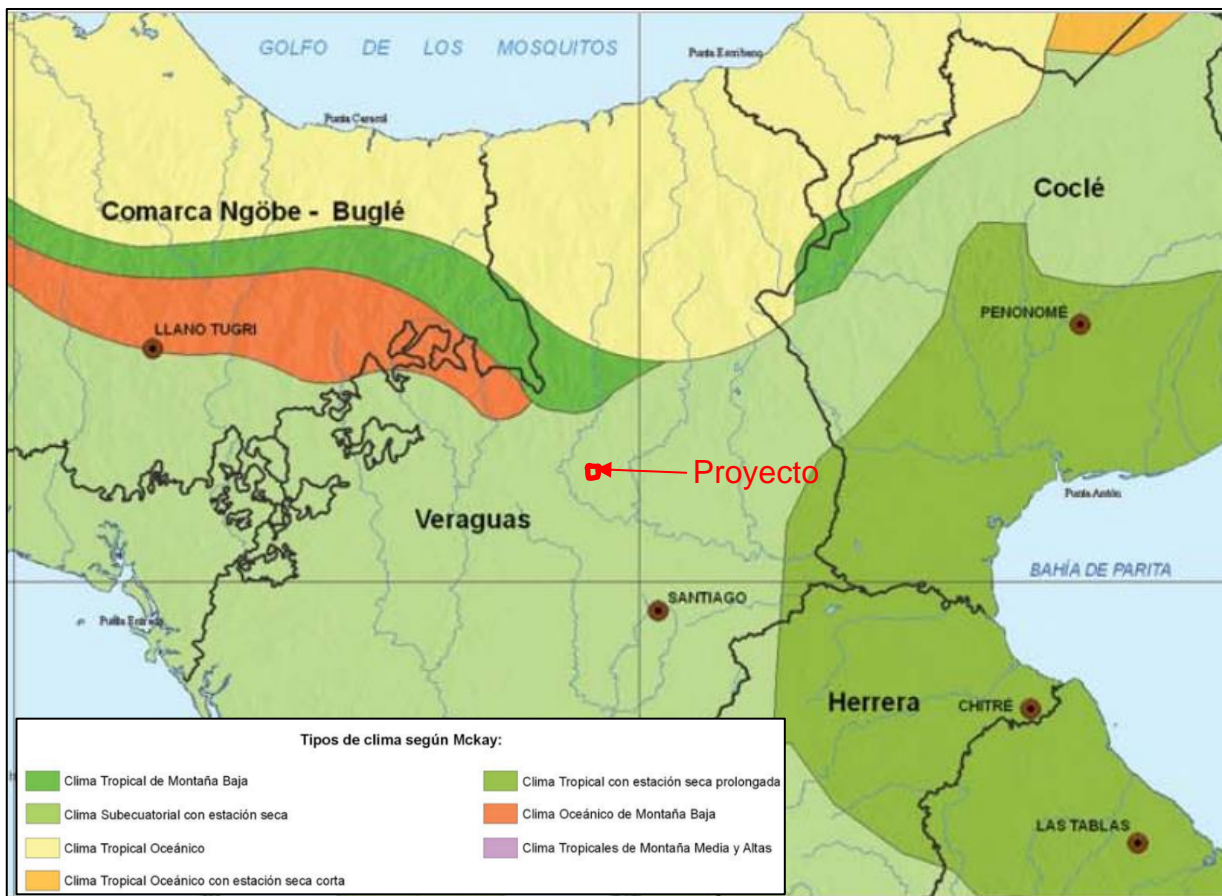 GOLFO DE LOS MOSQUITOS
Punta Escribano
Punta Caracol
Comarca Ngöbe - Buglé
Coclé
LLANO TUGRI
PENONOMÉ
Proyecto
Punta Antón
Veraguas
BAHÍA DE PARITA
SANTIAGO
Herrera
CHITRÉ
LAS TABLAS
Tipos de clima según Mckay:
Clima Tropical de Montaña Baja
Clima Subecuatorial con estación seca
Clima Tropical Oceánico
Clima Tropical Oceánico con estación seca corta
Clima Tropical con estación seca prolongada
Clima Oceánico de Montaña Baja
Clima Tropicales de Montaña Media y Altas